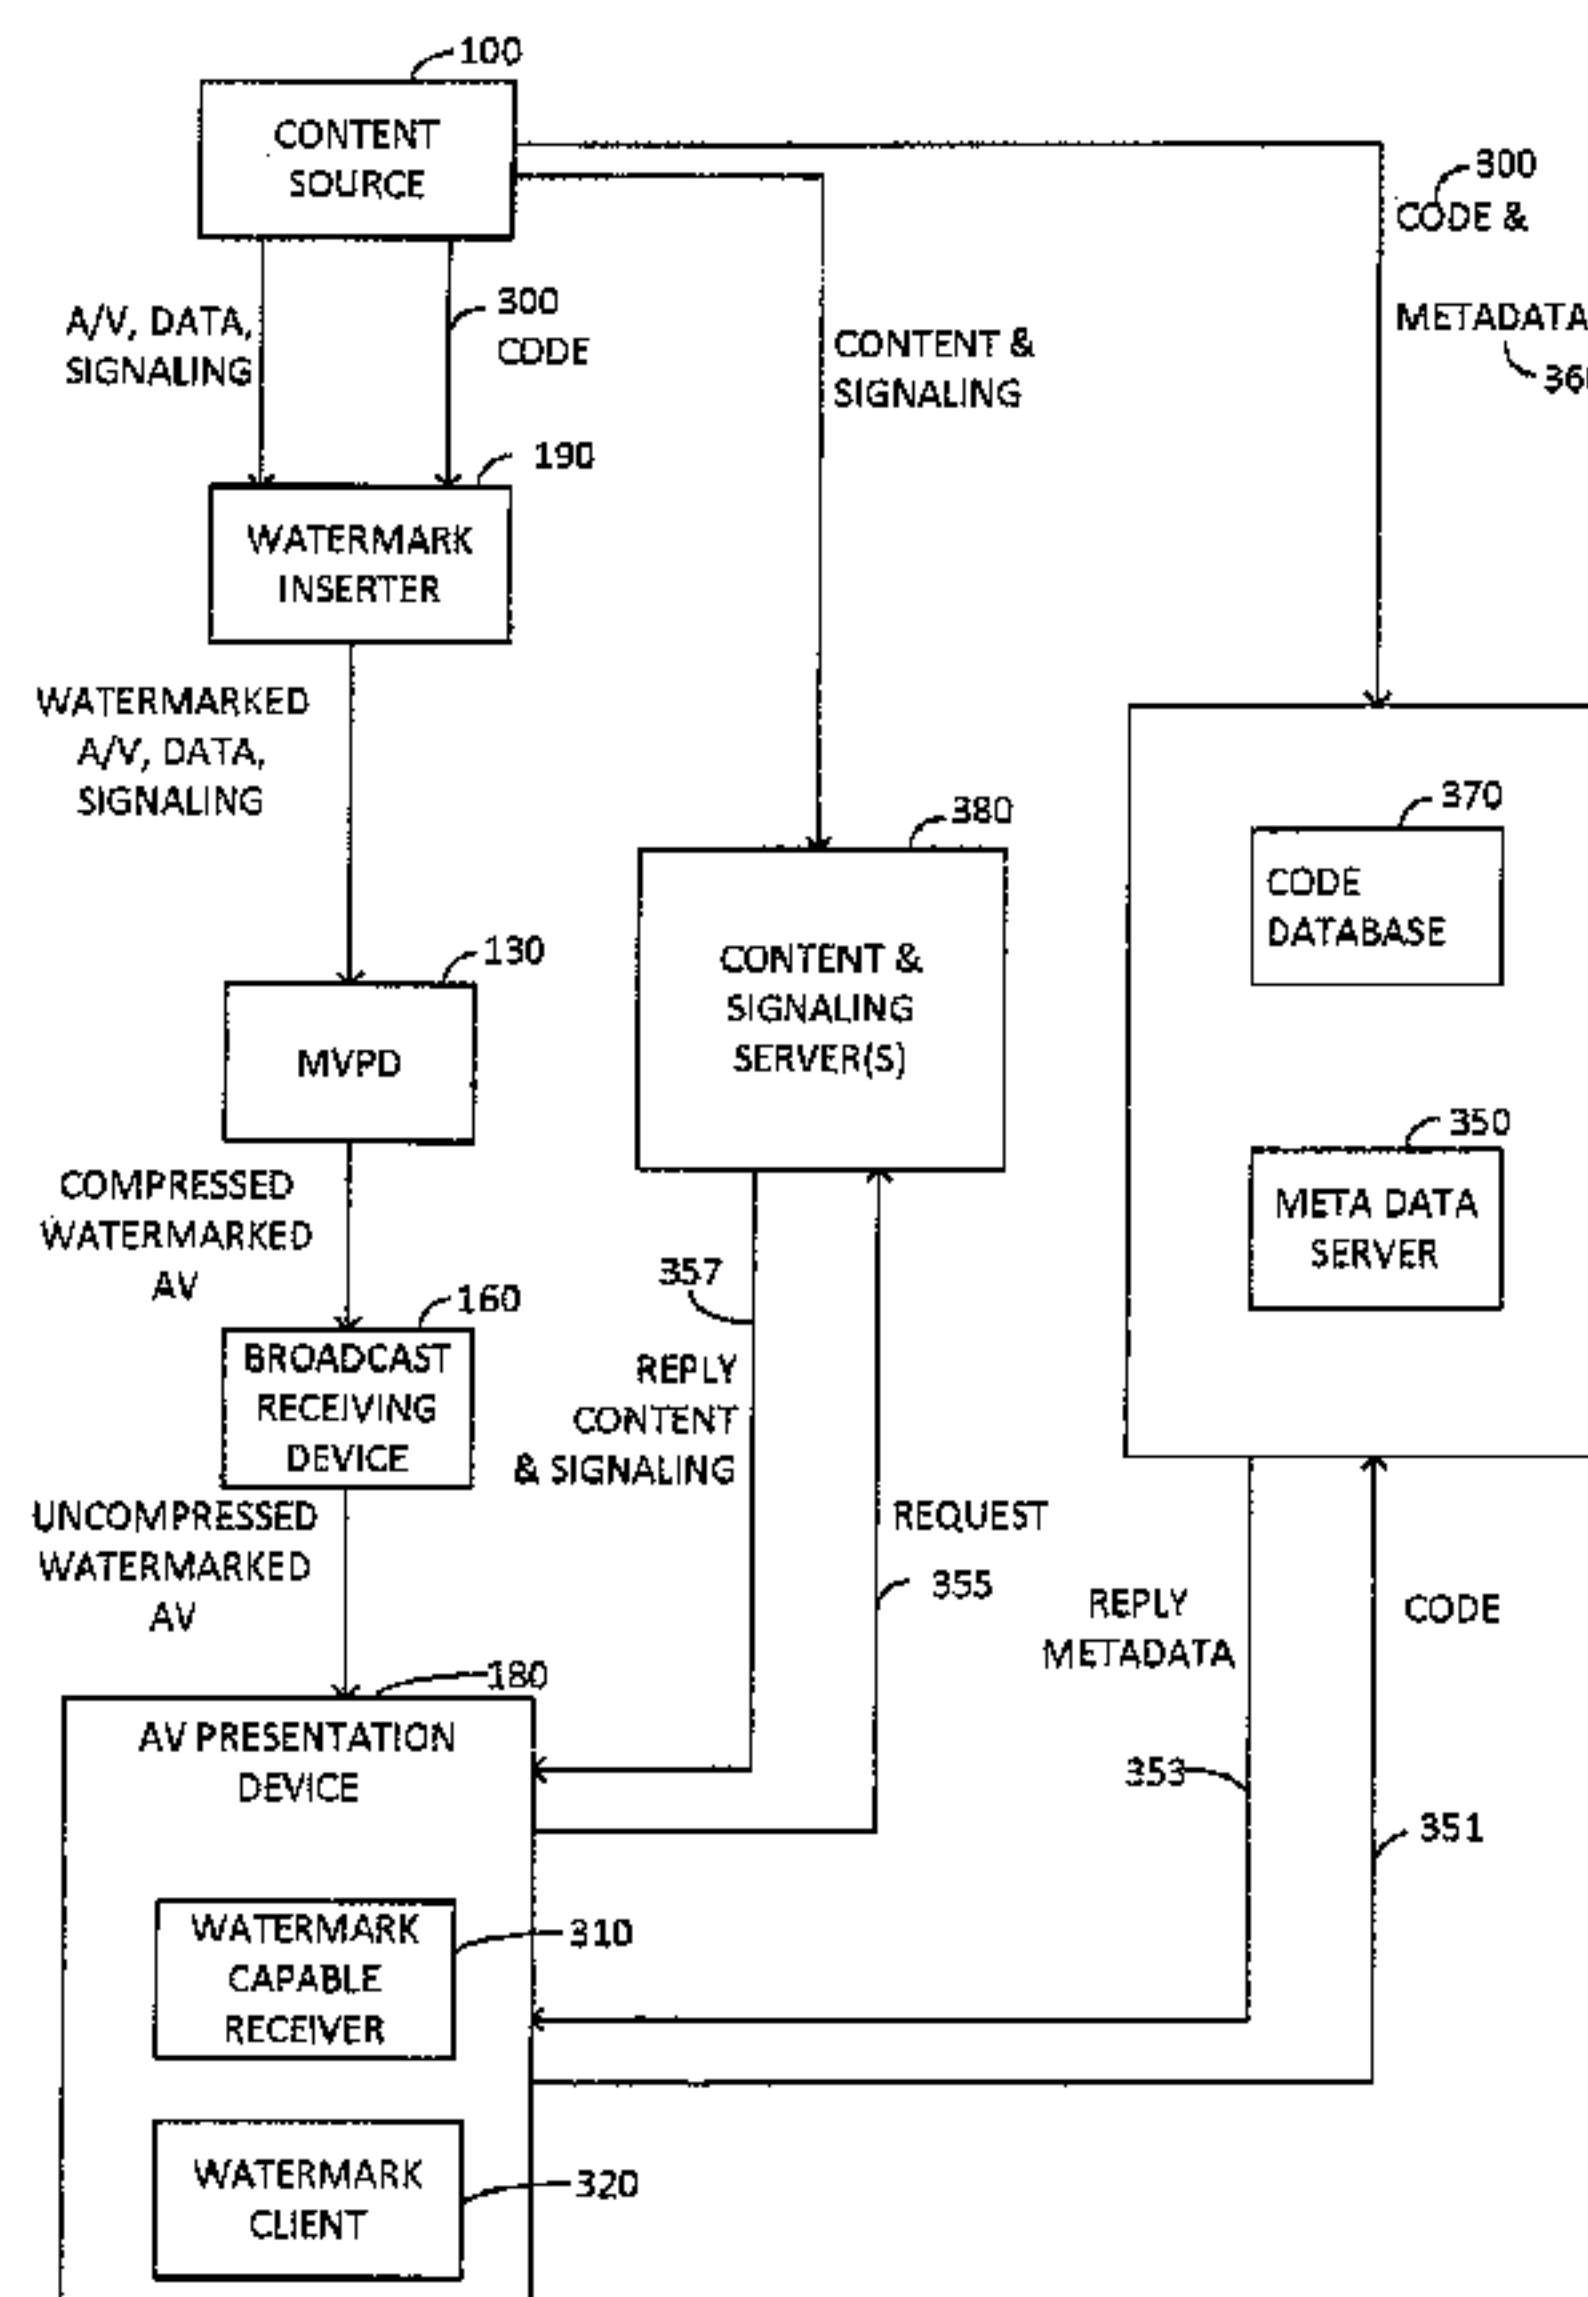 100
CONTENT
SOURCE
300
CODE &
METADATA
A/V, DATA,
SIGNALING
300
CODE
CONTENT &
SIGNALING
190
WATERMARK
INSERTER
WATERMARKED
A/V, DATA,
SIGNALING
380
CONTENT &
SIGNALING
SERVER(S)
370
CODE
DATABASE
130
MVPD
350
META DATA
SERVER
COMPRESSED
WATERMARKED
AV
160
BROADCAST
RECEIVING
DEVICE
357
REPLY
CONTENT
& SIGNALING
REQUEST
355
UNCOMPRESSED
WATERMARKED
AV
REPLY
METADATA
CODE
180
AV PRESENTATION
DEVICE
353
351
WATERMARK
CAPABLE
RECEIVER
310
WATERMARK
CLIENT
320